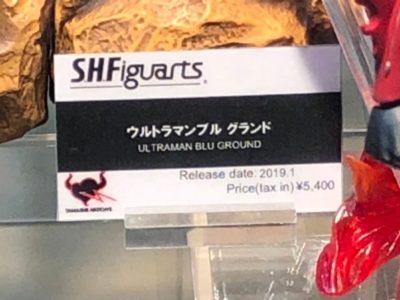 S.H.Figuarts
ウルトラマンブル グランド
ULTRAMAN BLU GROUND
Release date: 2019.1
Price(tax in) ¥5,400
TAMASHII NATIONS